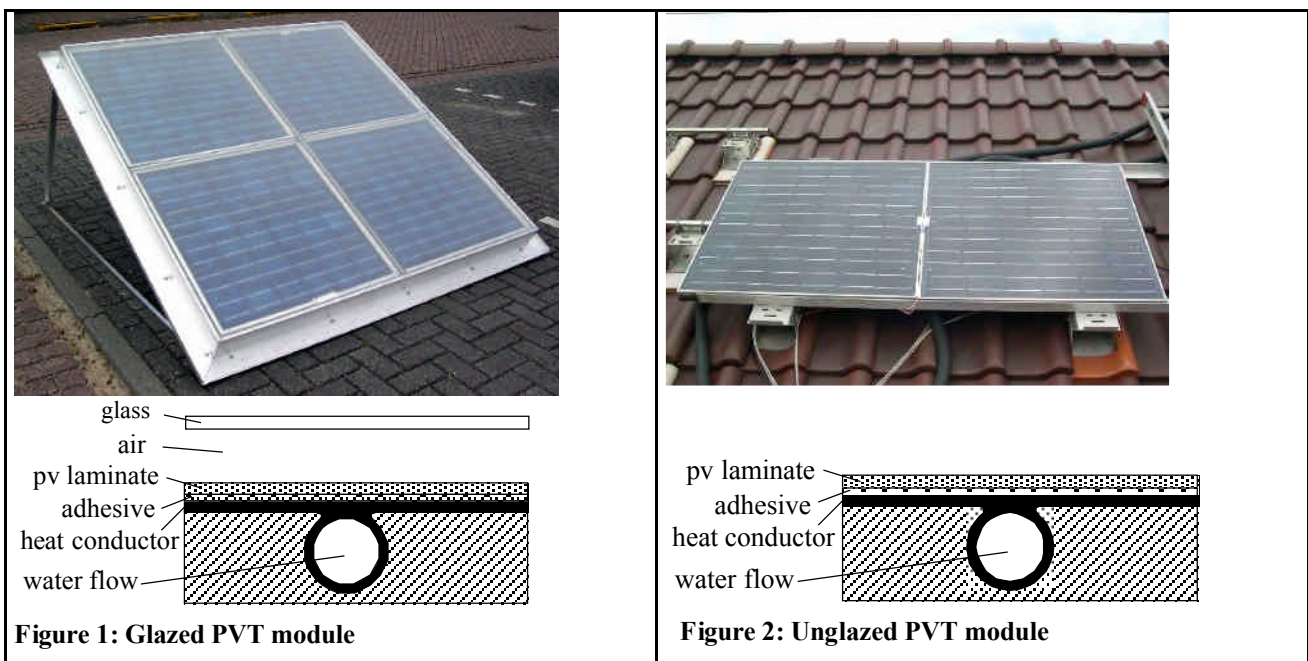 glass
air
pv laminate
adhesive
heat conductor
water flow
Figure 1: Glazed PVT module
pv laminate
adhesive
heat conductor
water flow
Figure 2: Unglazed PVT module